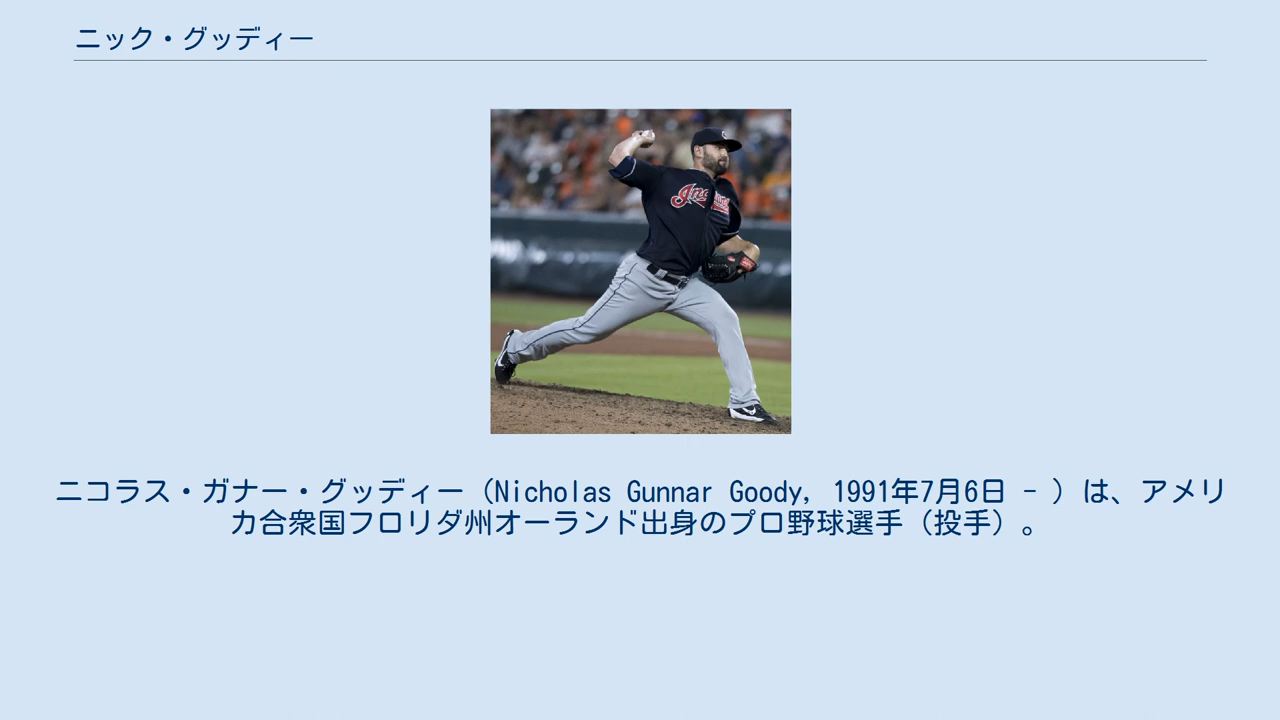 ニック・グッディー
ニコラス・ガナー・グッディー（Nicholas Gunnar Goody, 1991年7月6日 - ）は、アメリ
カ合衆国フロリダ州オーランド出身のプロ野球選手（投手）。